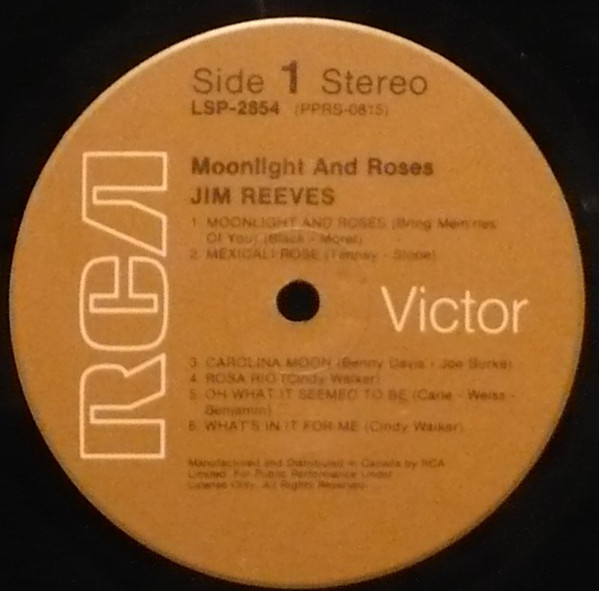 Side 1 Stereo
LSP-2854 (PPRS-0815)
Moonlight And Roses
JIM REEVES
1. MOONLIGHT AND ROSES (Bring Mem'ries
Of You) (Black - Moret)
2. MEXICALI ROSE (Tenney - Stone)
RCA
Victor
3. CAROLINA MOON (Benny Davis - Joe Burke)
4. ROSA RIO (Cindy Walker)
5. OH WHAT IT SEEMED TO BE (Carle - Weiss -
Benjamin)
6. WHAT'S IN IT FOR ME (Cindy Walker)
Manufactured and Distributed in Canada by RCA
Limited. For Public Performance Under
License Only. All Rights Reserved.